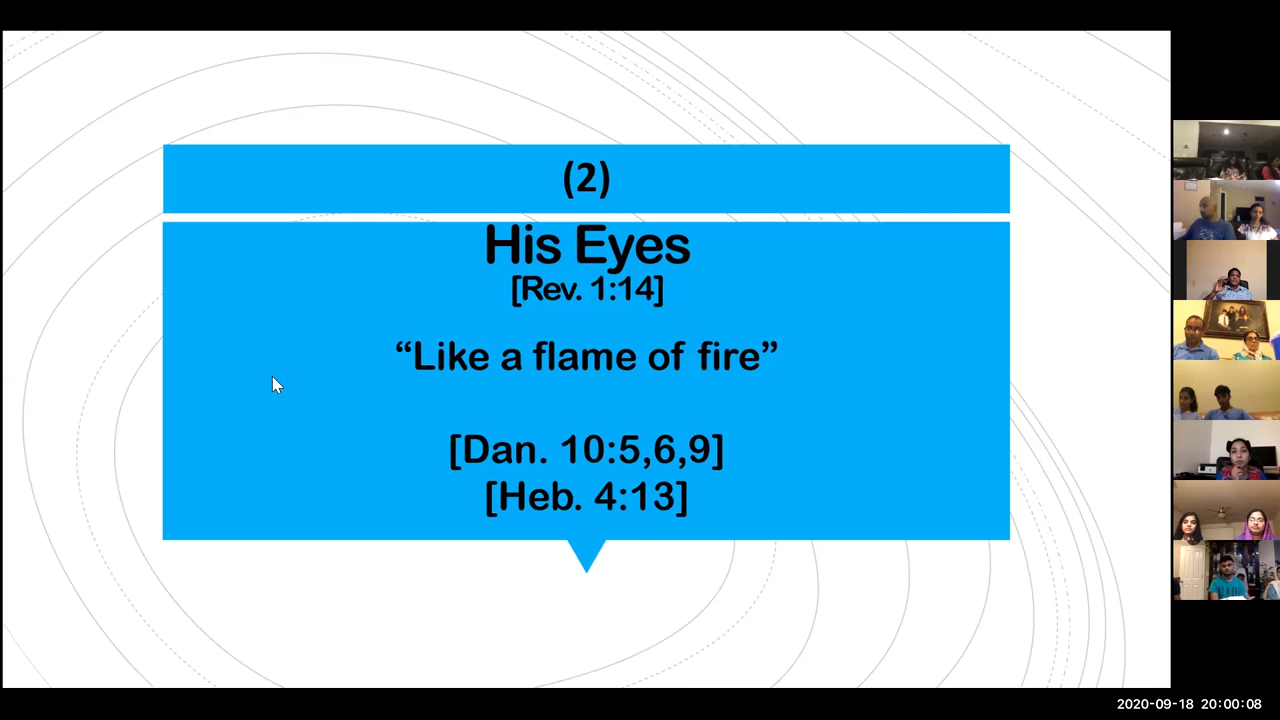 (2)
His Eyes
[Rev. 1:14]
“Like a flame of fire”
[Dan. 10:5,6,9]
[Heb. 4:13]
2020-09-18 20:00:08